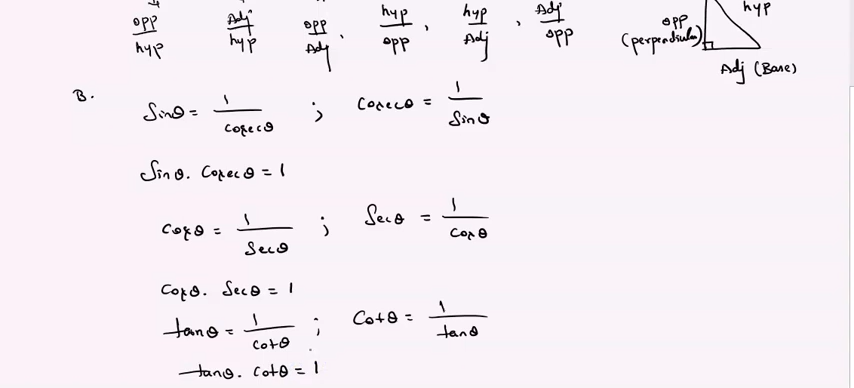 opp/hyp  Adj/hyp  opp/Adj, hyp/opp, hyp/Adj, Adj/opp
opp (perpendicular)  hyp
Adj (Base)
B. Sinθ = 1/cosecθ ; cosecθ = 1/Sinθ
Sinθ. Cosecθ = 1
Cosθ = 1/Secθ ; Secθ = 1/Cosθ
Cosθ. Secθ = 1
tanθ = 1/cotθ ; Cotθ = 1/tanθ
tanθ. cotθ = 1